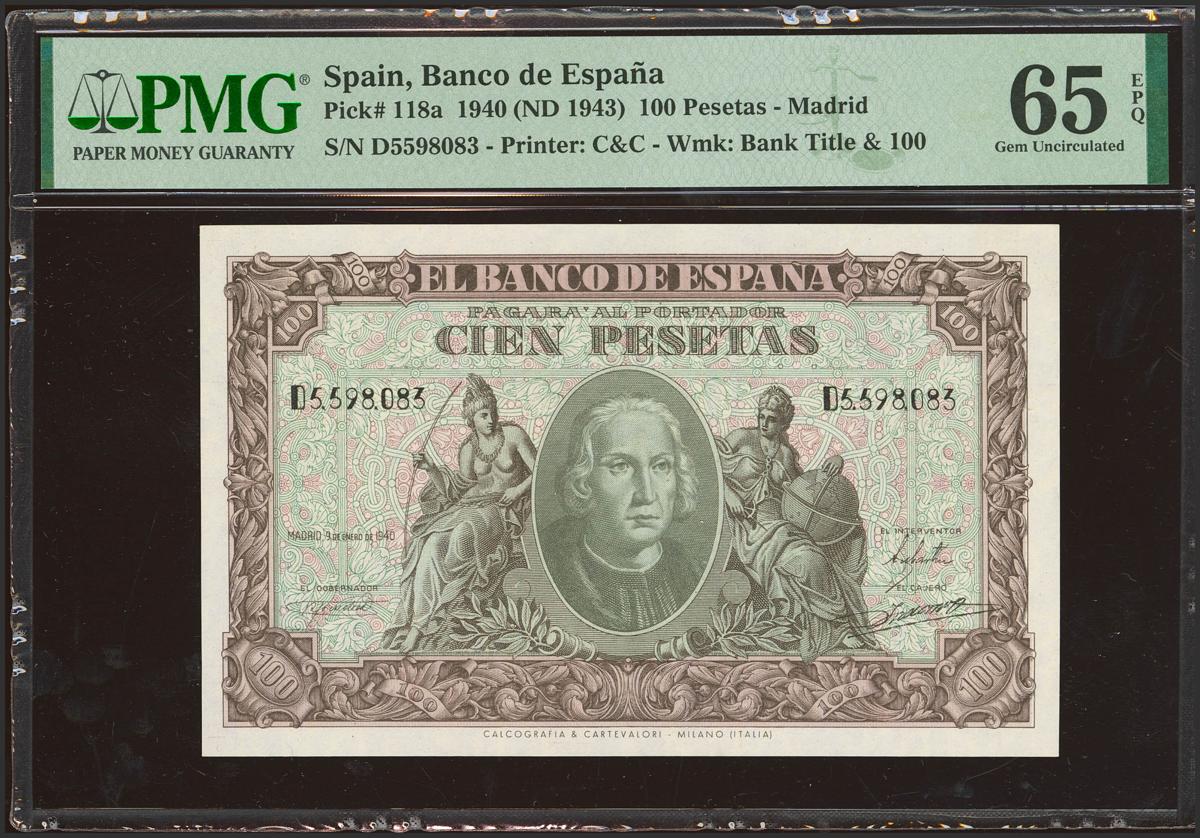 PMG®
PAPER MONEY GUARANTY
Spain, Banco de España
Pick# 118a 1940 (ND 1943) 100 Pesetas - Madrid
S/N D5598083 - Printer: C&C - Wmk: Bank Title & 100
65
EPQ
Gem Uncirculated
100 EL BANCO DE ESPAÑA 100
100 PAGARA AL PORTADOR 100
CIEN PESETAS
D5.598.083 D5.598.083
MADRID, 9 DE ENERO DE 1940
EL INTERVENTOR
EL GOBERNADOR
EL CAJERO
100 100 100 100
CALCOGRAFIA & CARTEVALORI - MILANO (ITALIA)